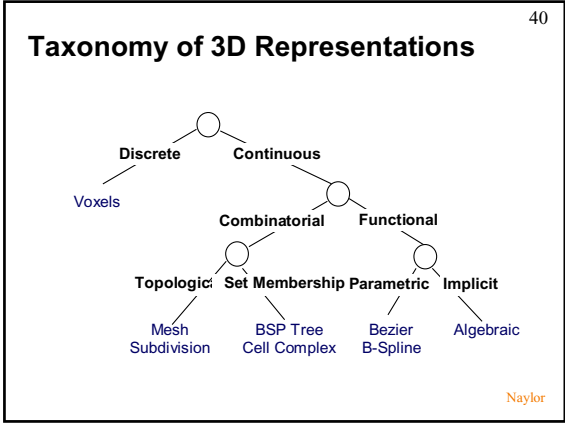 40
Taxonomy of 3D Representations
Discrete Continuous
Voxels
Combinatorial Functional
Topologic Set Membership Parametric Implicit
Mesh BSP Tree Bezier Algebraic
Subdivision Cell Complex B-Spline
Naylor